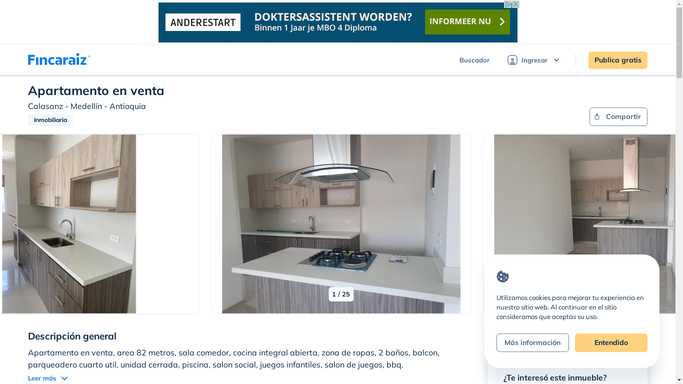 ANDERESTART
DOKTERSASSISTENT WORDEN?
Binnen 1 Jaar je MBO 4 Diploma
INFORMEER NU
Fincaraiz
Buscador
Ingresar
Publica gratis
Apartamento en venta
Calasanz - Medellín - Antioquia
Inmobiliaria
Compartir
1 / 25
Utilizamos cookies para mejorar tu experiencia en
nuestro sitio web. Al continuar en el sitio
consideramos que aceptas su uso.
Más información
Entendido
Descripción general
Apartamento en venta, area 82 metros, sala comedor, cocina integral abierta, zona de ropas, 2 baños, balcon,
parqueadero cuarto util, unidad cerrada, piscina, salon social, juegos infantiles, salon de juegos, bbq.
Leer más
¿Te interesó este inmueble?